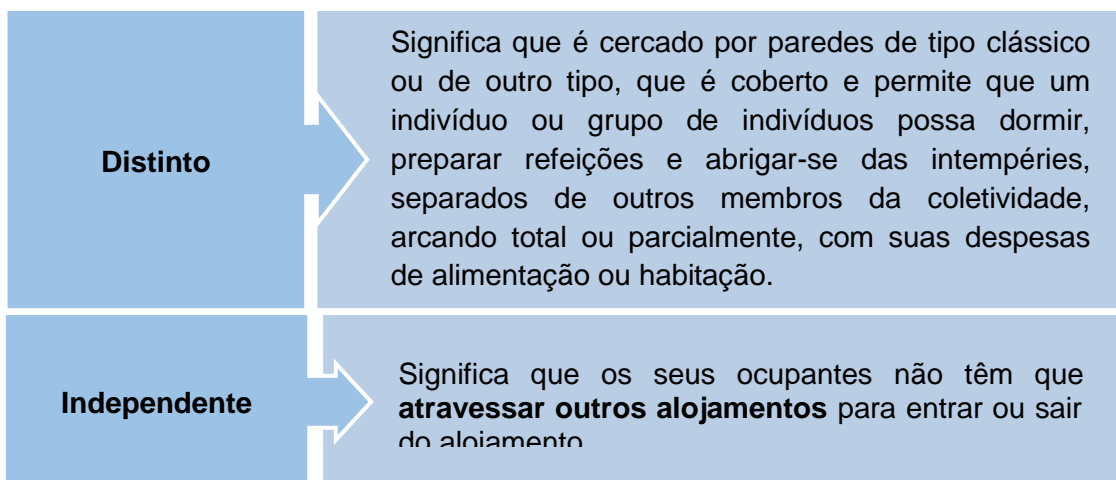 Distinto
Significa que é cercado por paredes de tipo clássico
ou de outro tipo, que é coberto e permite que um
indivíduo ou grupo de indivíduos possa dormir,
preparar refeições e abrigar-se das intempéries,
separados de outros membros da coletividade,
arcando total ou parcialmente, com suas despesas
de alimentação ou habitação.
Independente
Significa que os seus ocupantes não têm que
atravessar outros alojamentos para entrar ou sair
do alojamento